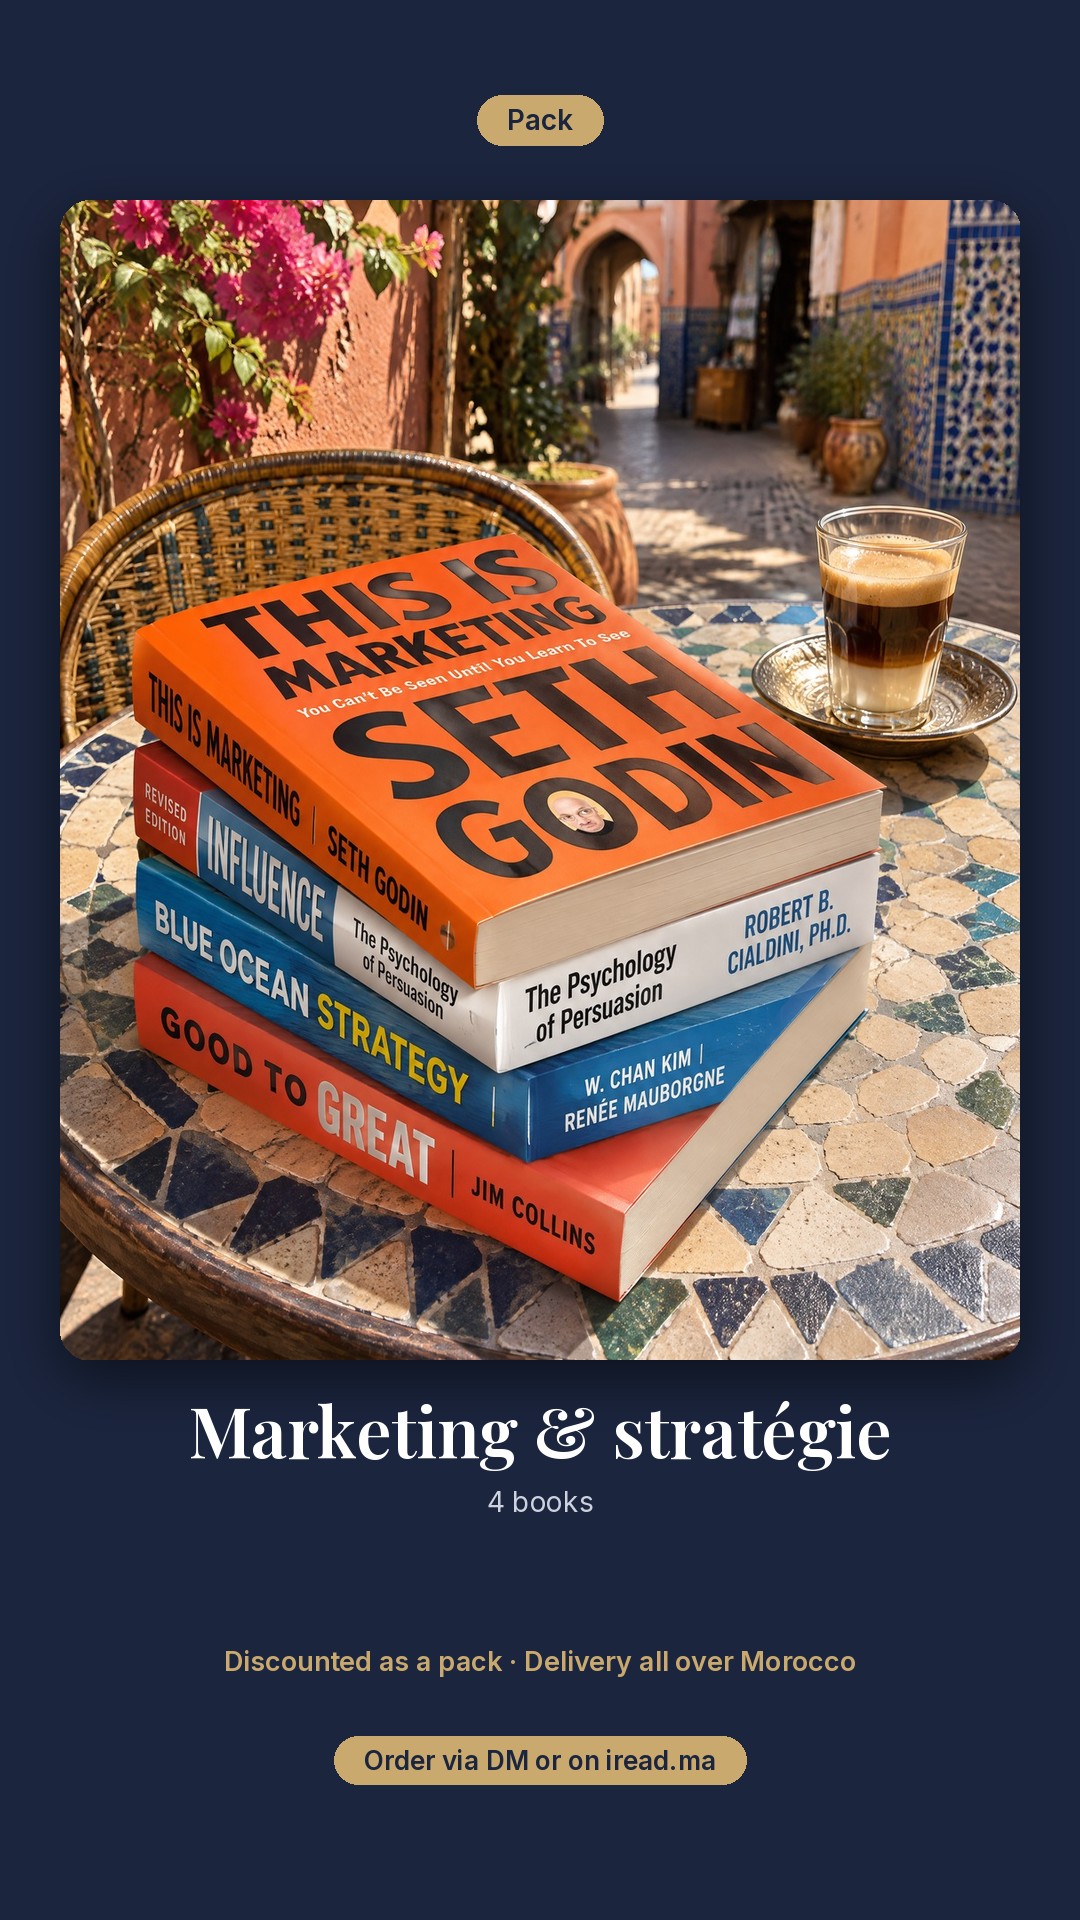 Pack
THIS IS
MARKETING
You Can't Be Seen Until You Learn To See
SETH
GODIN
THIS IS MARKETING | SETH GODIN
REVISED
EDITION
INFLUENCE
The Psychology
of Persuasion
The Psychology
of Persuasion
ROBERT B.
CIALDINI, PH.D.
BLUE OCEAN STRATEGY |
W. CHAN KIM |
RENÉE MAUBORGNE
GOOD TO GREAT | JIM COLLINS
Marketing & stratégie
4 books
Discounted as a pack · Delivery all over Morocco
Order via DM or on iread.ma